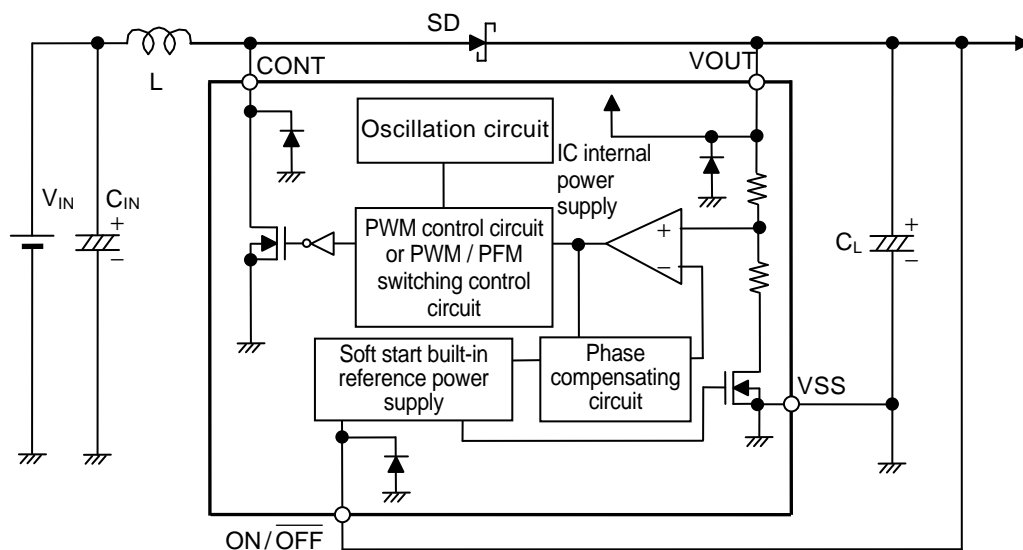 SD
CONT
VOUT
L
Oscillation circuit
IC internal
power
supply
VIN
CIN
+
−
PWM control circuit
or PWM / PFM
switching control
circuit
+
−
CL
+
−
Soft start built-in
reference power
supply
Phase
compensating
circuit
VSS
ON/OFF